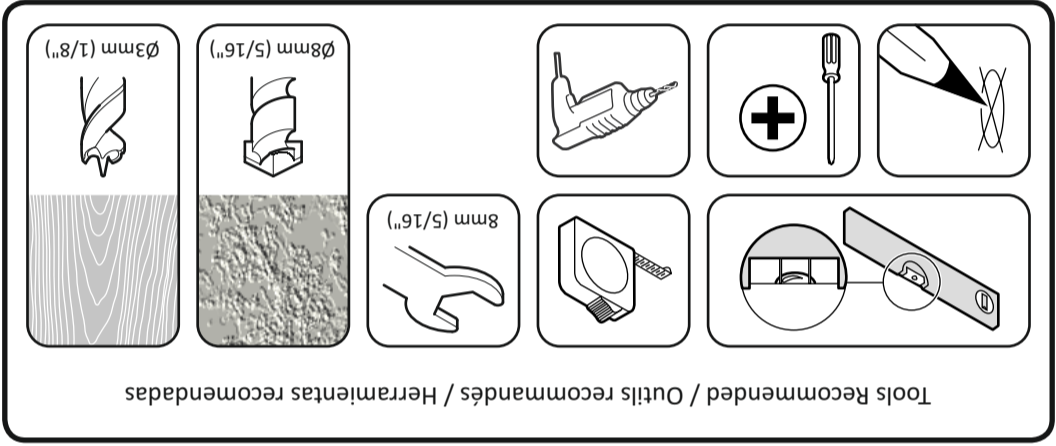 Tools Recommended / Outils recommandés / Herramientas recomendadas
8mm (5/16")
Ø8mm (5/16")
Ø3mm (1/8")